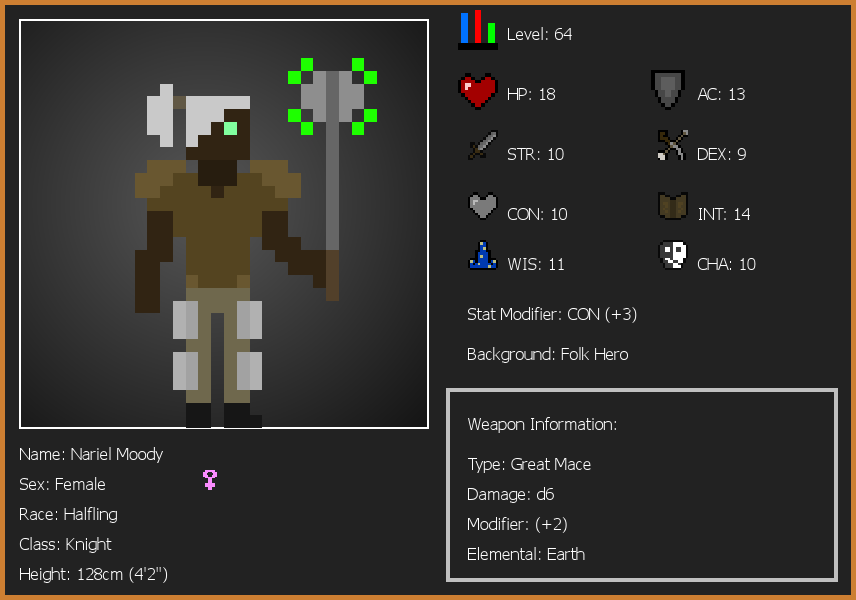 Level: 64
HP: 18
AC: 13
STR: 10
DEX: 9
CON: 10
INT: 14
WIS: 11
CHA: 10
Stat Modifier: CON (+3)
Background: Folk Hero
Weapon Information:
Type: Great Mace
Damage: d6
Modifier: (+2)
Elemental: Earth
Name: Nariel Moody
Sex: Female
Race: Halfling
Class: Knight
Height: 128cm (4'2")